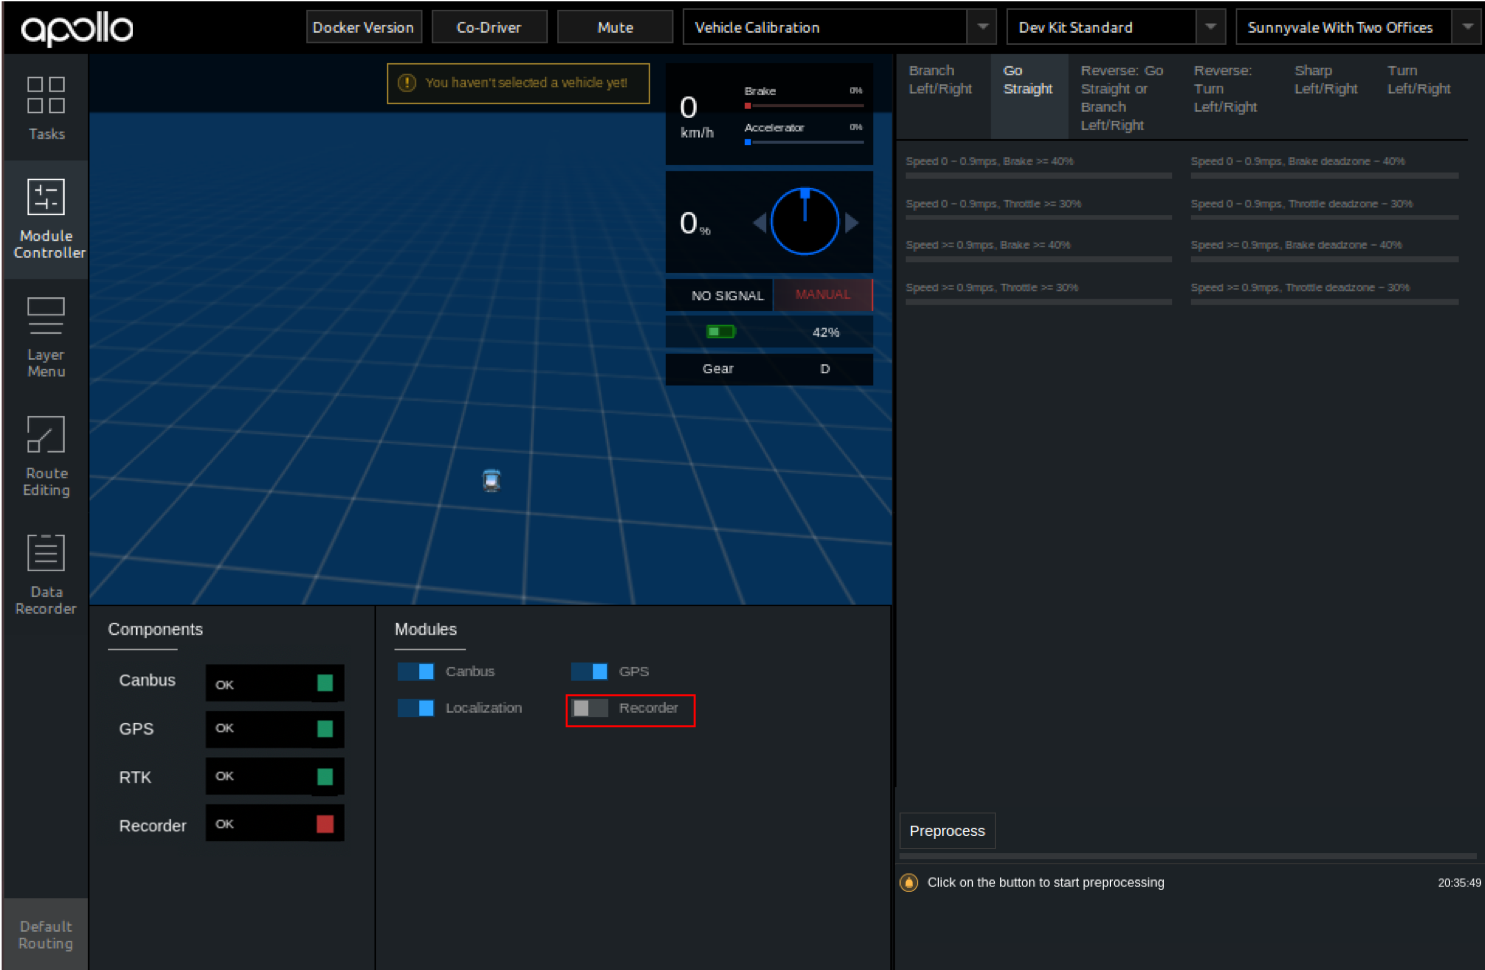 apollo
Docker Version
Co-Driver
Mute
Vehicle Calibration
Dev Kit Standard
Sunnyvale With Two Offices
Tasks
Module
Controller
Layer
Menu
Route
Editing
Data
Recorder
Default
Routing
You haven't selected a vehicle yet!
0
km/h
Brake
0%
Accelerator
0%
0 %
NO SIGNAL
MANUAL
42%
Gear
D
Branch
Left/Right
Go
Straight
Reverse: Go
Straight or
Branch
Left/Right
Reverse:
Turn
Left/Right
Sharp
Left/Right
Turn
Left/Right
Speed 0 ~ 0.9mps, Brake >= 40%
Speed 0 ~ 0.9mps, Brake deadzone ~ 40%
Speed 0 ~ 0.9mps, Throttle >= 30%
Speed 0 ~ 0.9mps, Throttle deadzone ~ 30%
Speed >= 0.9mps, Brake >= 40%
Speed >= 0.9mps, Brake deadzone ~ 40%
Speed >= 0.9mps, Throttle >= 30%
Speed >= 0.9mps, Throttle deadzone ~ 30%
Components
Canbus
OK
GPS
OK
RTK
OK
Recorder
OK
Modules
Canbus
GPS
Localization
Recorder
Preprocess
Click on the button to start preprocessing
20:35:49